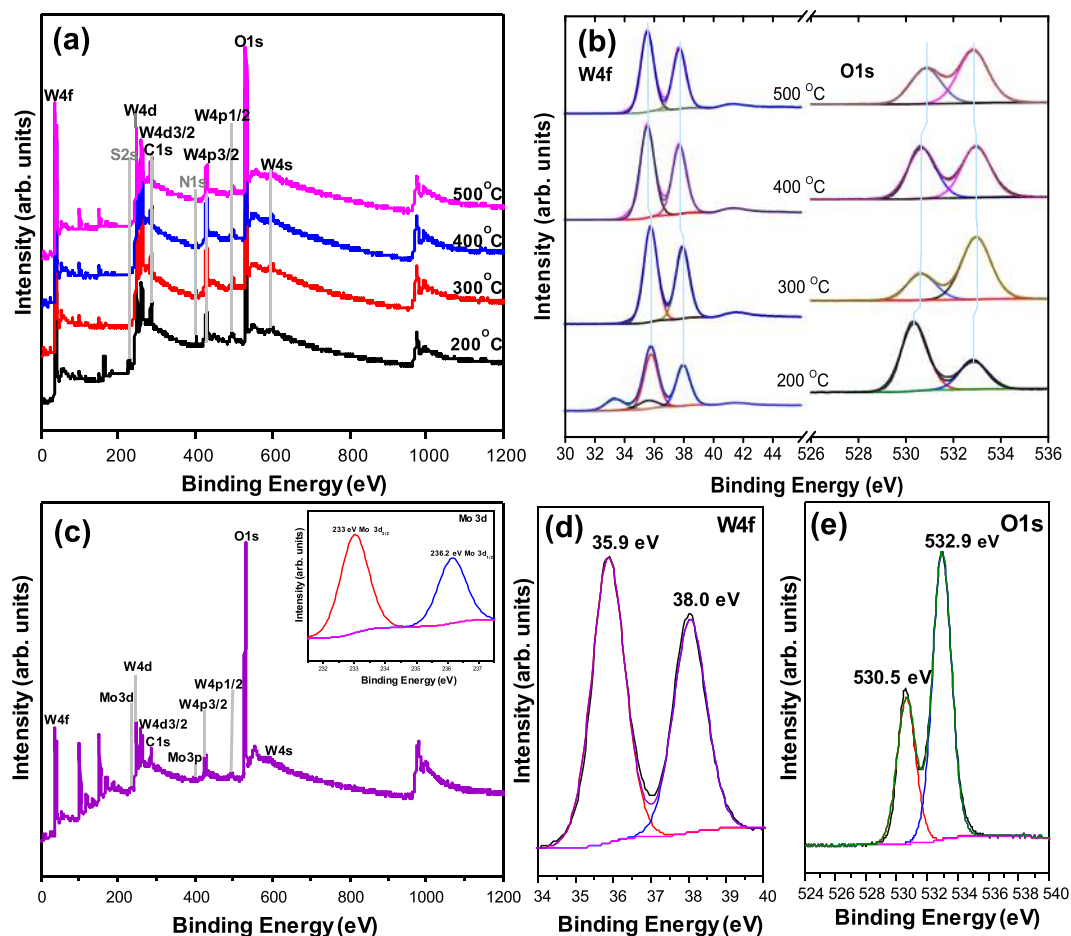 (a)
O1s
W4f
W4d
W4p1/2
W4d3/2
S2s
C1s
W4p3/2
N1s
W4s
500 °C
400 °C
300 °C
200 °C
Intensity (arb. units)
0 200 400 600 800 1000 1200
Binding Energy (eV)
(b)
W4f
O1s
500 °C
400 °C
300 °C
200 °C
Intensity (arb. units)
30 32 34 36 38 40 42 44 526 528 530 532 534 536
Binding Energy (eV)
(c)
O1s
W4d
Mo3d
W4p1/2
W4p3/2
W4f
W4d3/2
C1s
Mo3p
W4s
Intensity (arb. units)
0 200 400 600 800 1000 1200
Binding Energy (eV)
Mo 3d
233 eV Mo 3d3/2
236.2 eV Mo 3d1/2
Intensity (arb. units)
232 233 234 235 236 237
Binding Energy (eV)
(d)
W4f
35.9 eV
38.0 eV
Intensity (arb. units)
34 35 36 37 38 39 40
Binding Energy (eV)
(e)
O1s
532.9 eV
530.5 eV
Intensity (arb. units)
524 526 528 530 532 534 536 538 540
Binding Energy (eV)